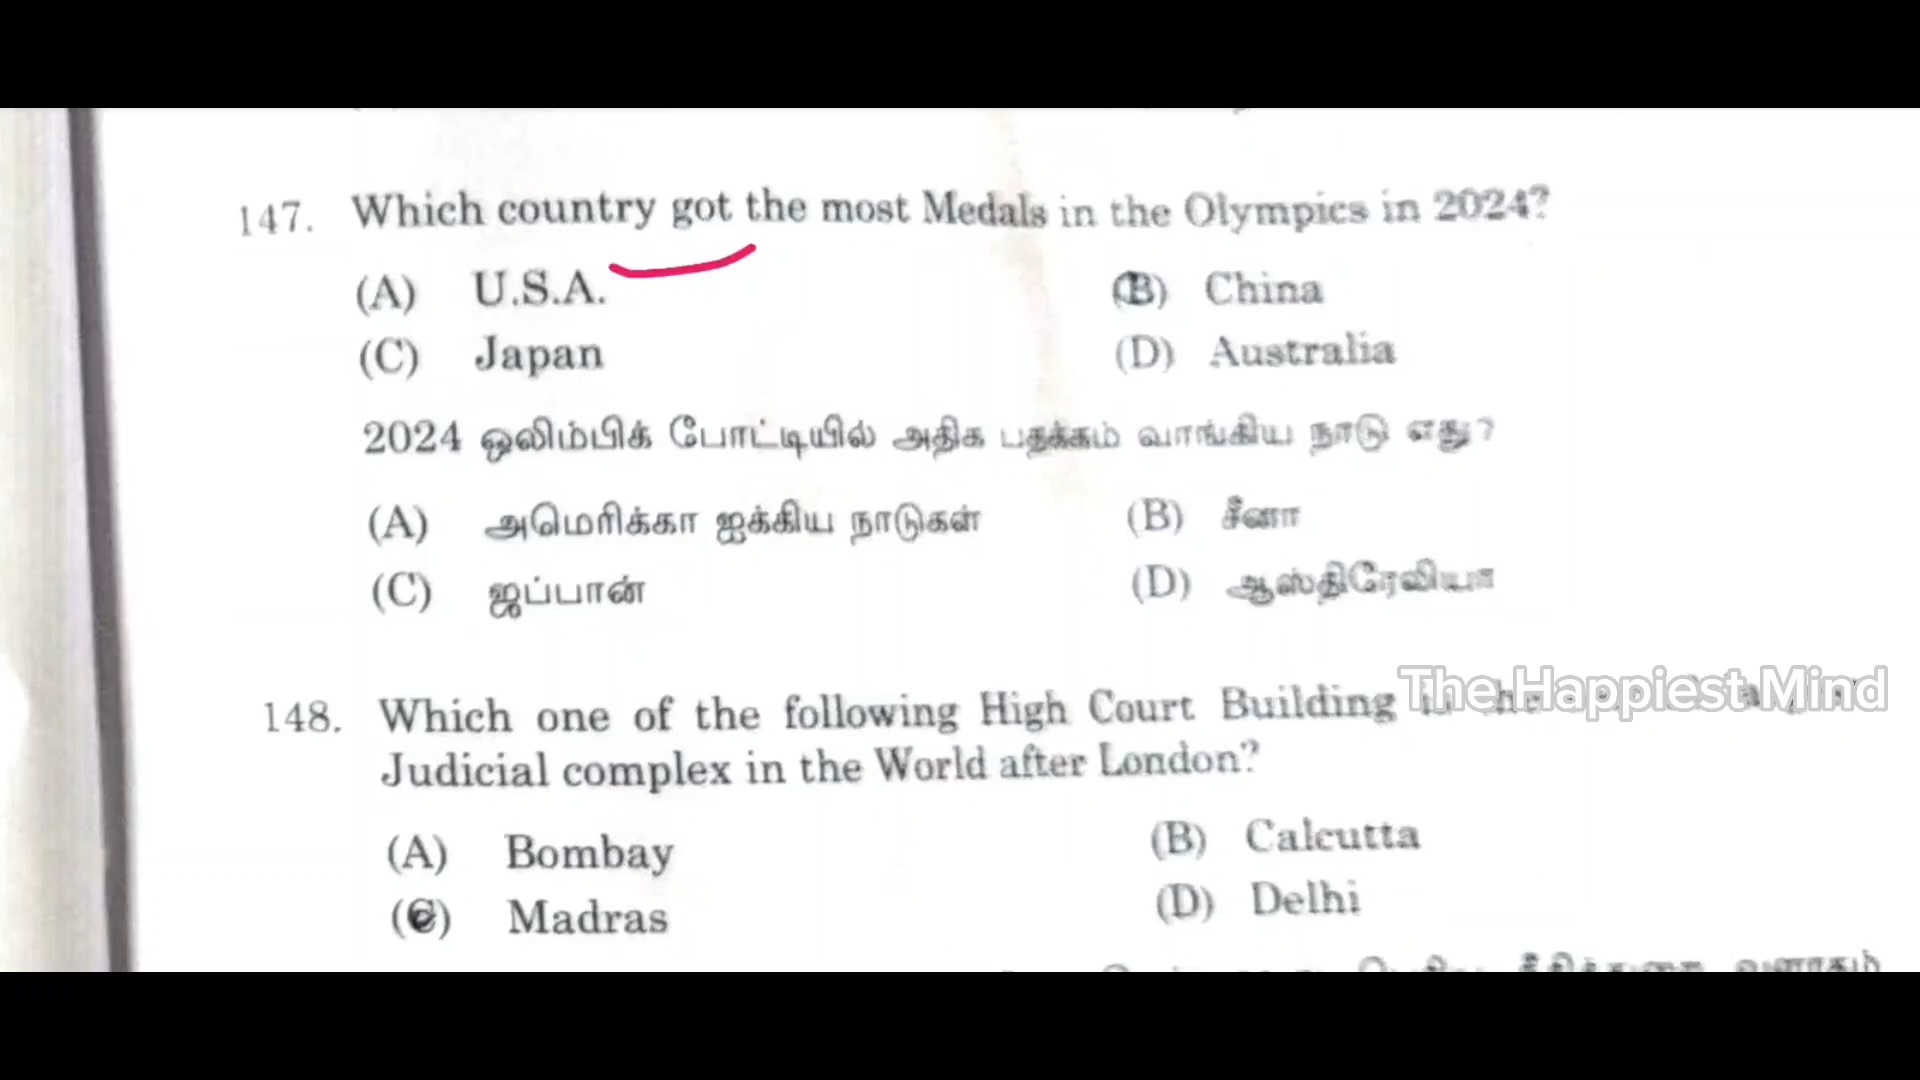 147. Which country got the most Medals in the Olympics in 2024?
(A) U.S.A. (B) China
(C) Japan (D) Australia
2024 ஒலிம்பிக் போட்டியில் அதிக பதக்கம் வாங்கிய நாடு எது?
(A) அமெரிக்கா ஐக்கிய நாடுகள் (B) சீனா
(C) ஜப்பான் (D) ஆஸ்திரேலியா
The Happiest Mind
148. Which one of the following High Court Building
Judicial complex in the World after London?
(A) Bombay (B) Calcutta
(C) Madras (D) Delhi